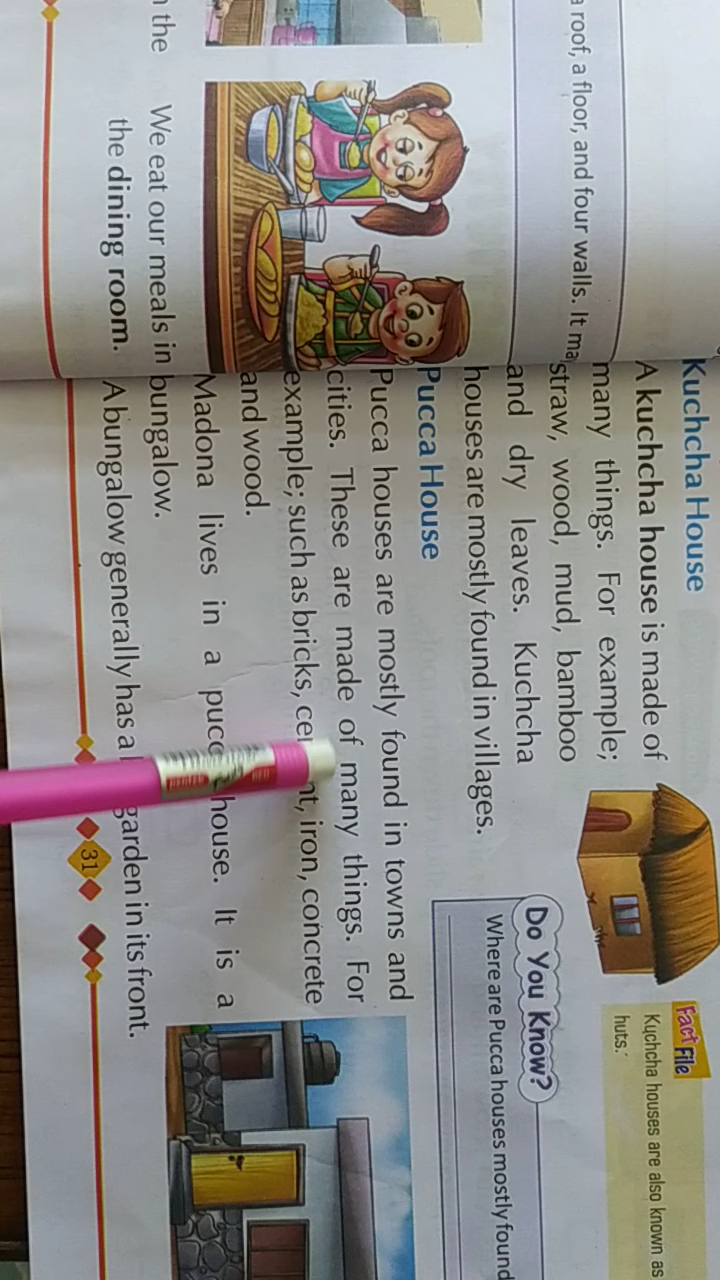 a roof, a floor, and four walls. It
the
We eat our meals in
the dining room.
Kuchcha House
A kuchcha house is made of
many things. For example;
straw, wood, mud, bamboo
and dry leaves. Kuchcha
houses are mostly found in villages.
Fact File
Kuchcha houses are also known as
huts.
Do You Know?
Where are Pucca houses mostly found
Pucca House
Pucca houses are mostly found in towns and
cities. These are made of many things. For
example; such as bricks, iron, concrete
and wood.
Madona lives in a house. It is a
bungalow.
A bungalow generally has a garden in its front.
31